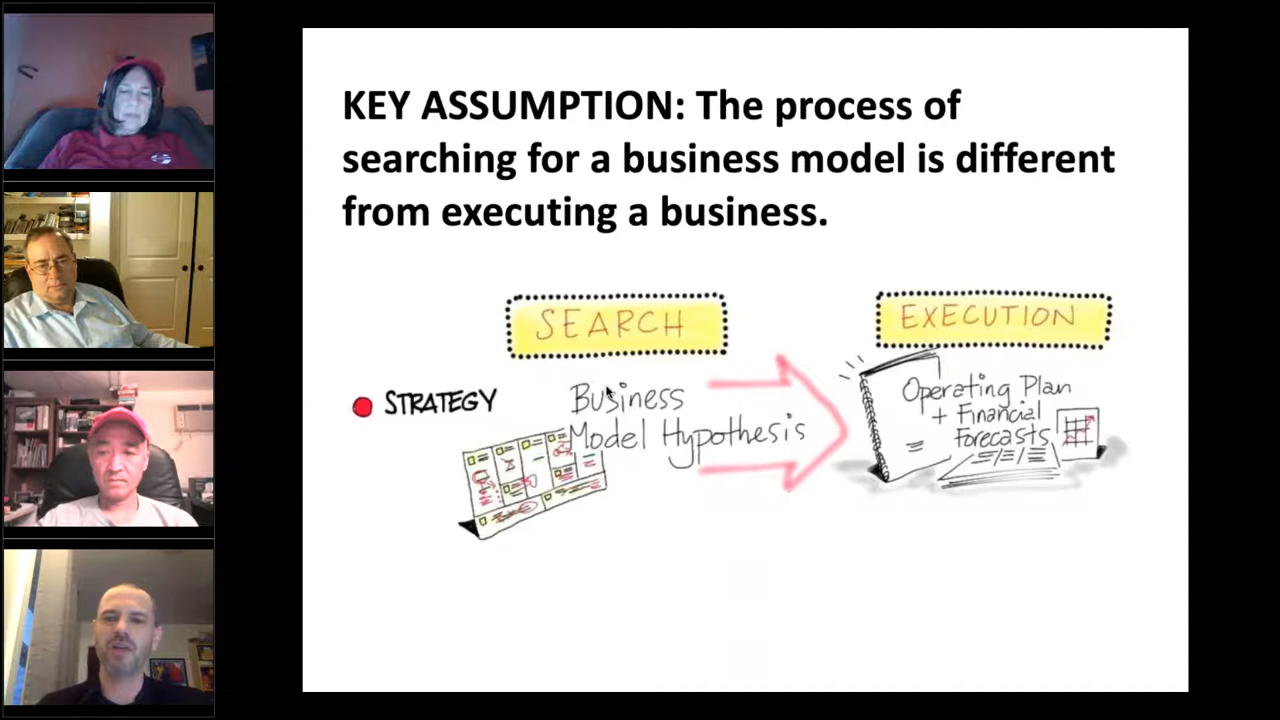 KEY ASSUMPTION: The process of
searching for a business model is different
from executing a business.
SEARCH
EXECUTION
STRATEGY
Business
Model Hypothesis
Operating Plan
+ Financial
Forecasts